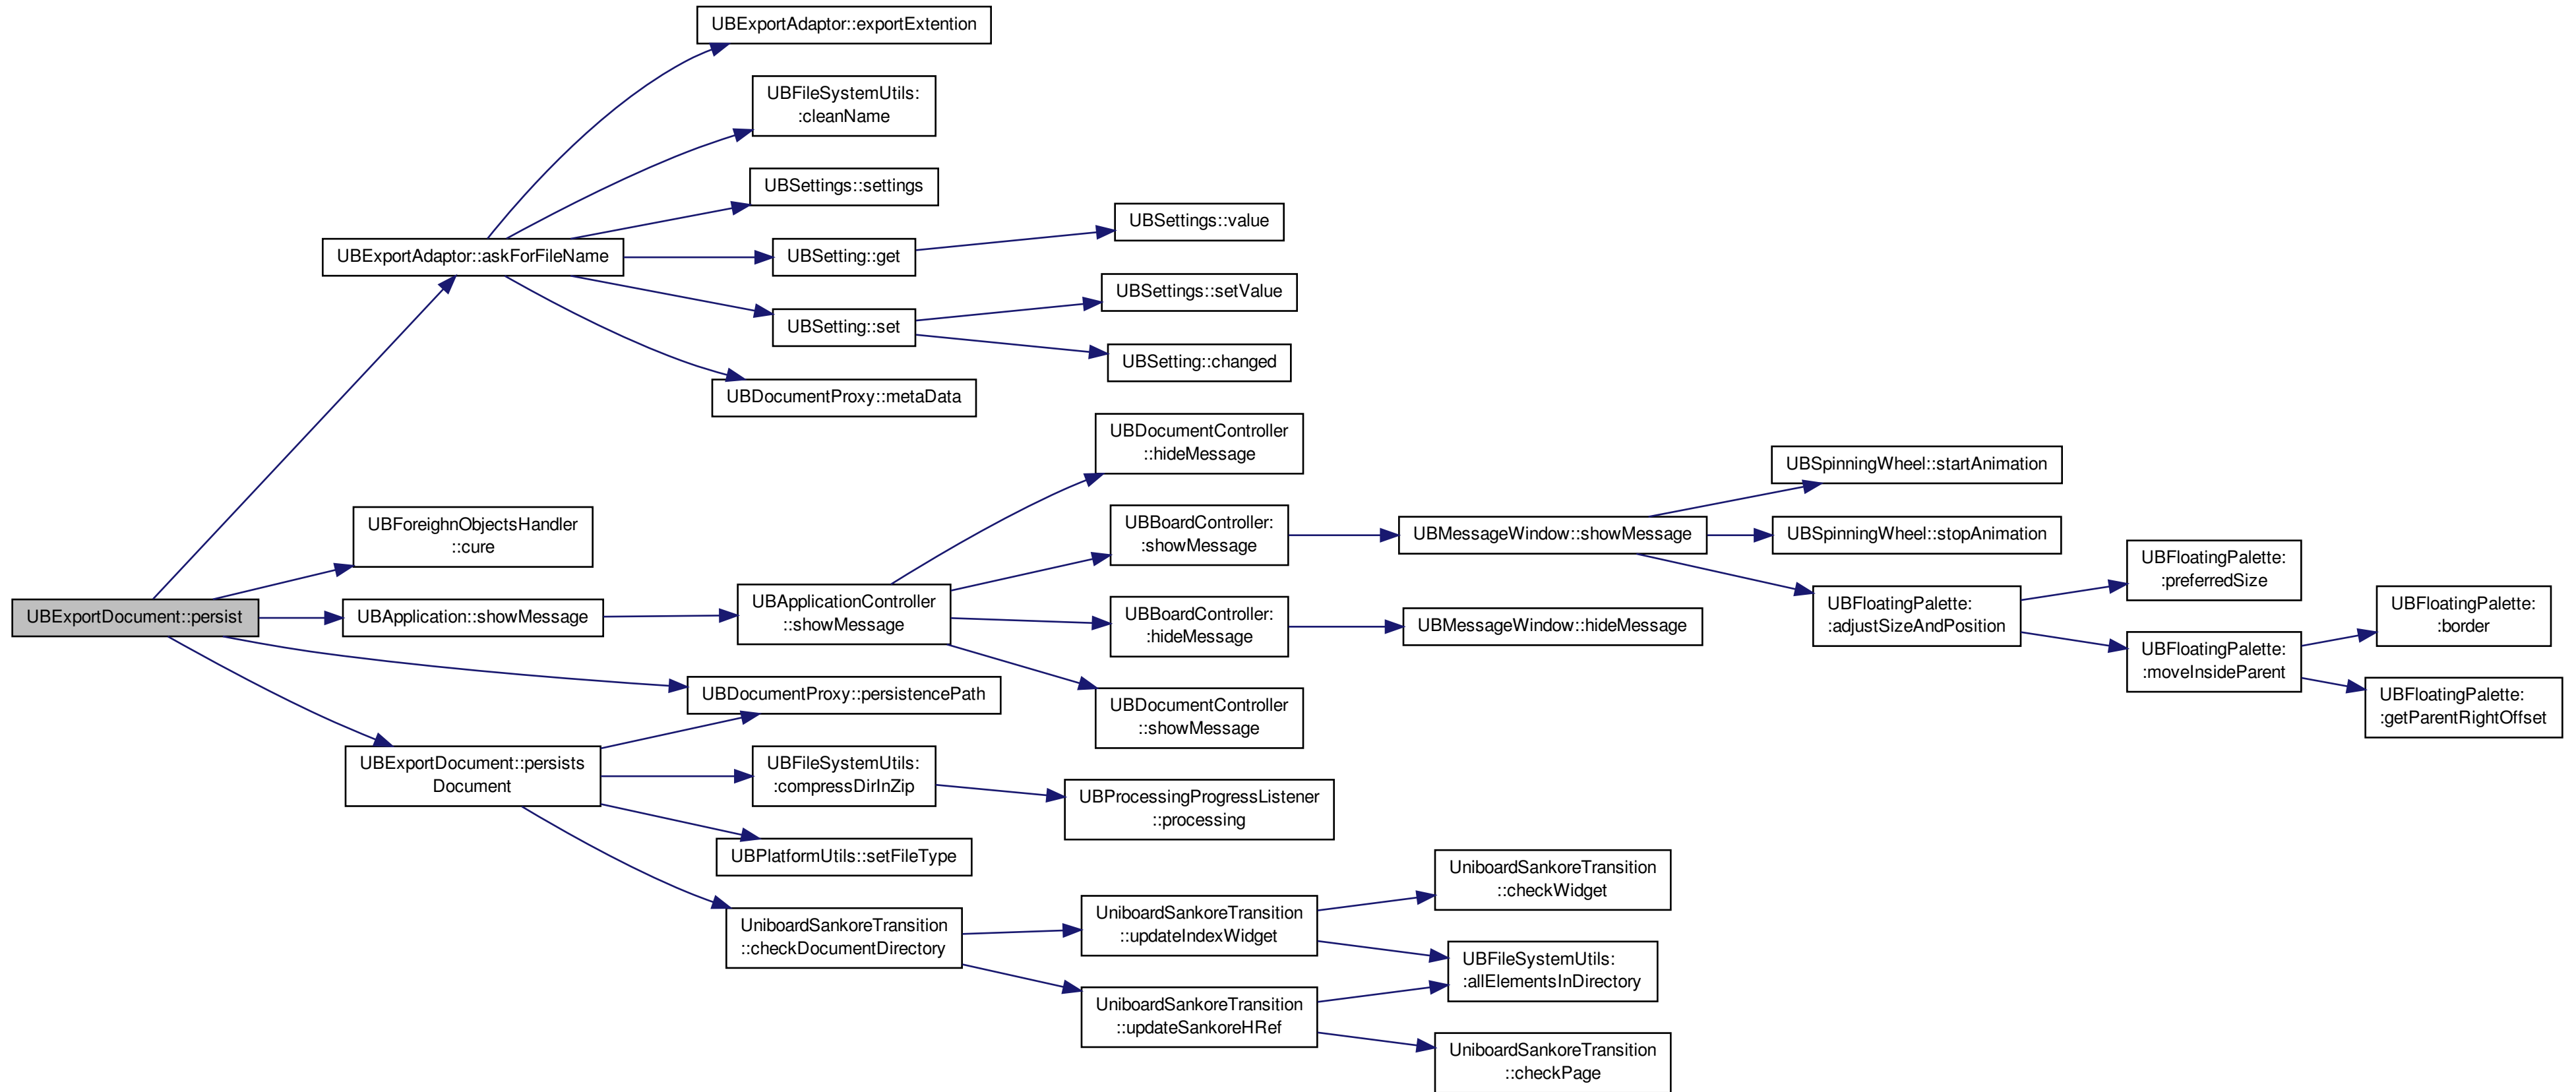 UBExportAdaptor::exportExtention
UBFileSystemUtils:
:cleanName
UBSettings::settings
UBSettings::value
UBExportAdaptor::askForFileName
UBSetting::get
UBSettings::setValue
UBSetting::set
UBSetting::changed
UBDocumentProxy::metaData
UBDocumentController
::hideMessage
UBSpinningWheel::startAnimation
UBForeighnObjectsHandler
::cure
UBBoardController:
:showMessage
UBMessageWindow::showMessage
UBSpinningWheel::stopAnimation
UBFloatingPalette:
:preferredSize
UBExportDocument::persist
UBApplication::showMessage
UBApplicationController
::showMessage
UBBoardController:
:hideMessage
UBMessageWindow::hideMessage
UBFloatingPalette:
:adjustSizeAndPosition
UBFloatingPalette:
:border
UBFloatingPalette:
:moveInsideParent
UBDocumentProxy::persistencePath
UBDocumentController
::showMessage
UBFloatingPalette:
:getParentRightOffset
UBExportDocument::persists
Document
UBFileSystemUtils:
:compressDirInZip
UBProcessingProgressListener
::processing
UBPlatformUtils::setFileType
UniboardSankoreTransition
::checkWidget
UniboardSankoreTransition
::checkDocumentDirectory
UniboardSankoreTransition
::updateIndexWidget
UBFileSystemUtils:
:allElementsInDirectory
UniboardSankoreTransition
::updateSankoreHRef
UniboardSankoreTransition
::checkPage